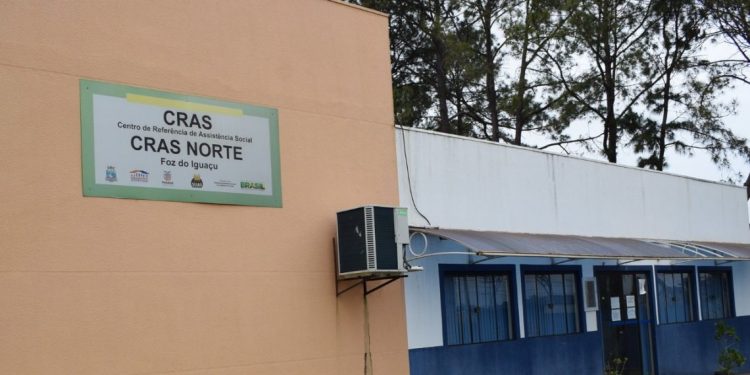 CRAS
Centro de Referência de Assistência Social
CRAS NORTE
Foz do Iguaçu
BRASIL